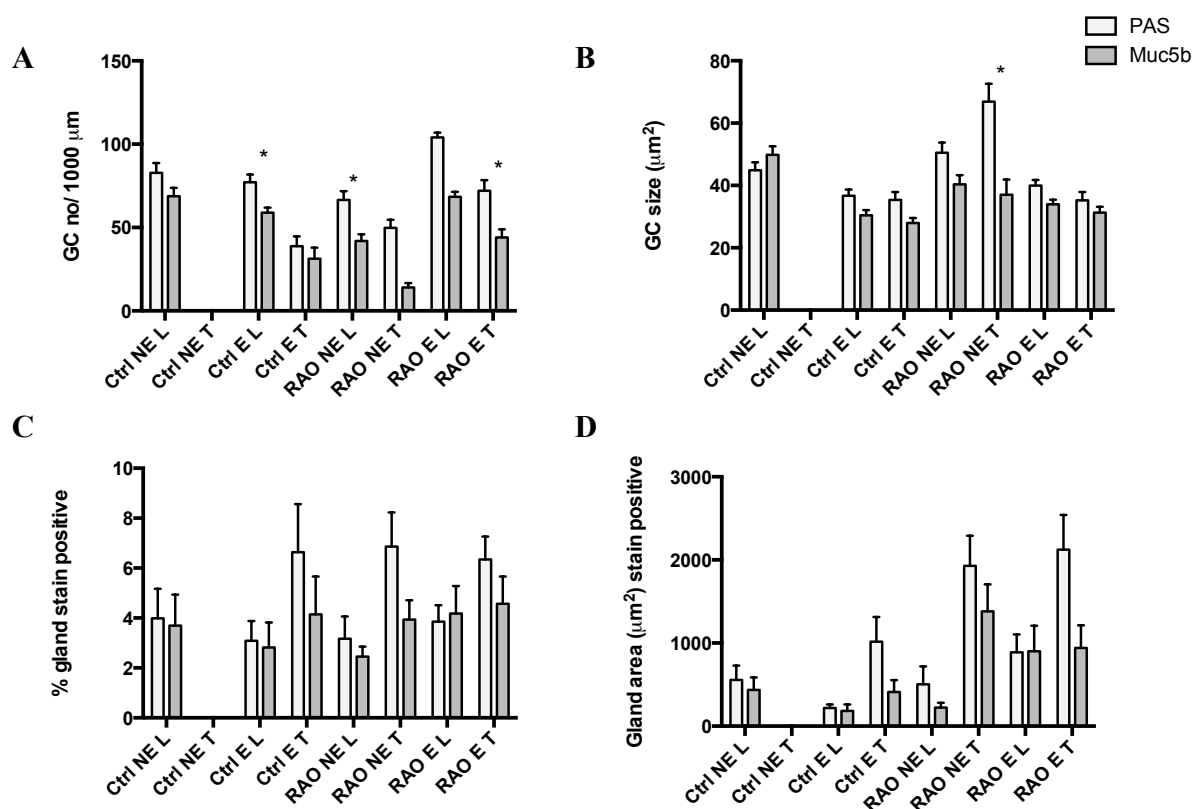 PAS
Muc5b
A
GC no/ 1000 μm
150
100
50
0
*
*
*
Ctrl NE L
Ctrl NE T
Ctrl E L
Ctrl E T
RAO NE L
RAO NE T
RAO E L
RAO E T
B
GC size (μm²)
80
60
40
20
0
*
Ctrl NE L
Ctrl NE T
Ctrl E L
Ctrl E T
RAO NE L
RAO NE T
RAO E L
RAO E T
C
% gland stain positive
10
8
6
4
2
0
Ctrl NE L
Ctrl NE T
Ctrl E L
Ctrl E T
RAO NE L
RAO NE T
RAO E L
RAO E T
D
Gland area (μm²) stain positive
3000
2000
1000
0
Ctrl NE L
Ctrl NE T
Ctrl E L
Ctrl E T
RAO NE L
RAO NE T
RAO E L
RAO E T